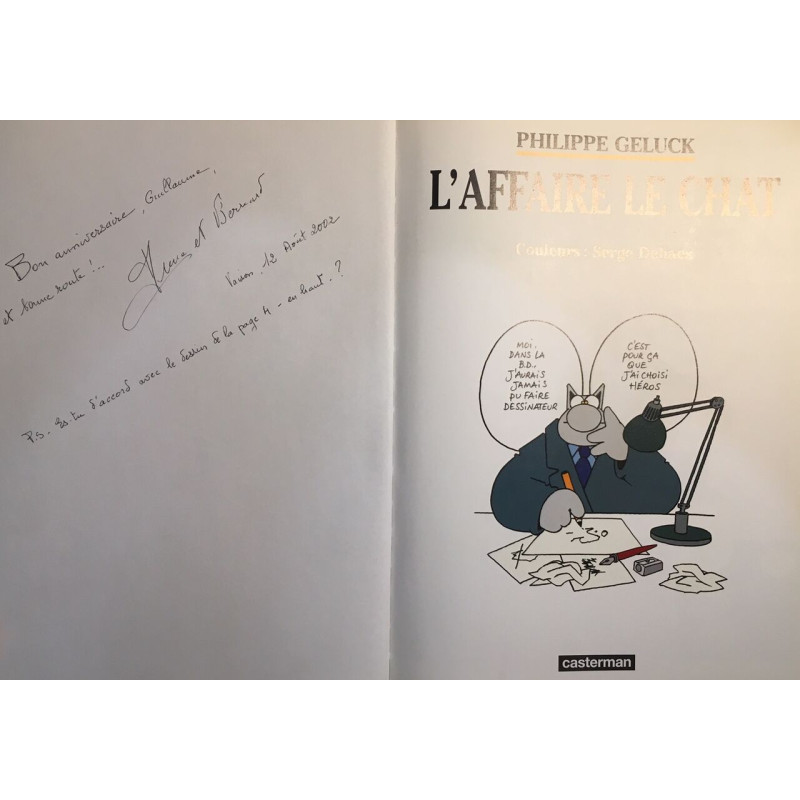 Bon anniversaire, Guillaume,
et bonne route !..
et Bernard
12 Août 2002
P.S. Es-tu d'accord avec le dessin de la page 4 - en haut - ?
PHILIPPE GELUCK
L'AFFAIRE LE CHAT
Couleurs : Serge Dehaes
MOI,
DANS LA
B.D.,
J'AURAIS
JAMAIS
PU FAIRE
DESSINATEUR
C'EST
POUR ÇA
QUE
J'AI CHOISI
HÉROS
casterman